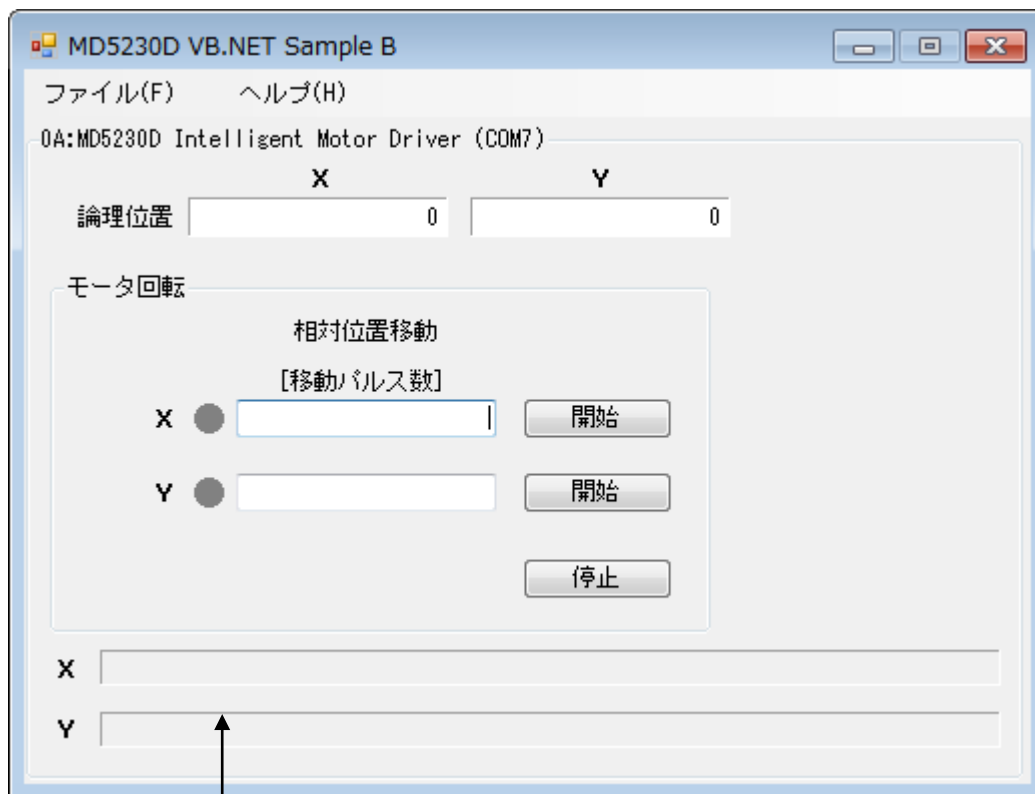 MD5230D VB.NET Sample B
ファイル(F) ヘルプ(H)
0A:MD5230D Intelligent Motor Driver (COM7)
X Y
論理位置 0 0
モータ回転
相対位置移動
[移動パルス数]
X 開始
Y 開始
停止
X
Y